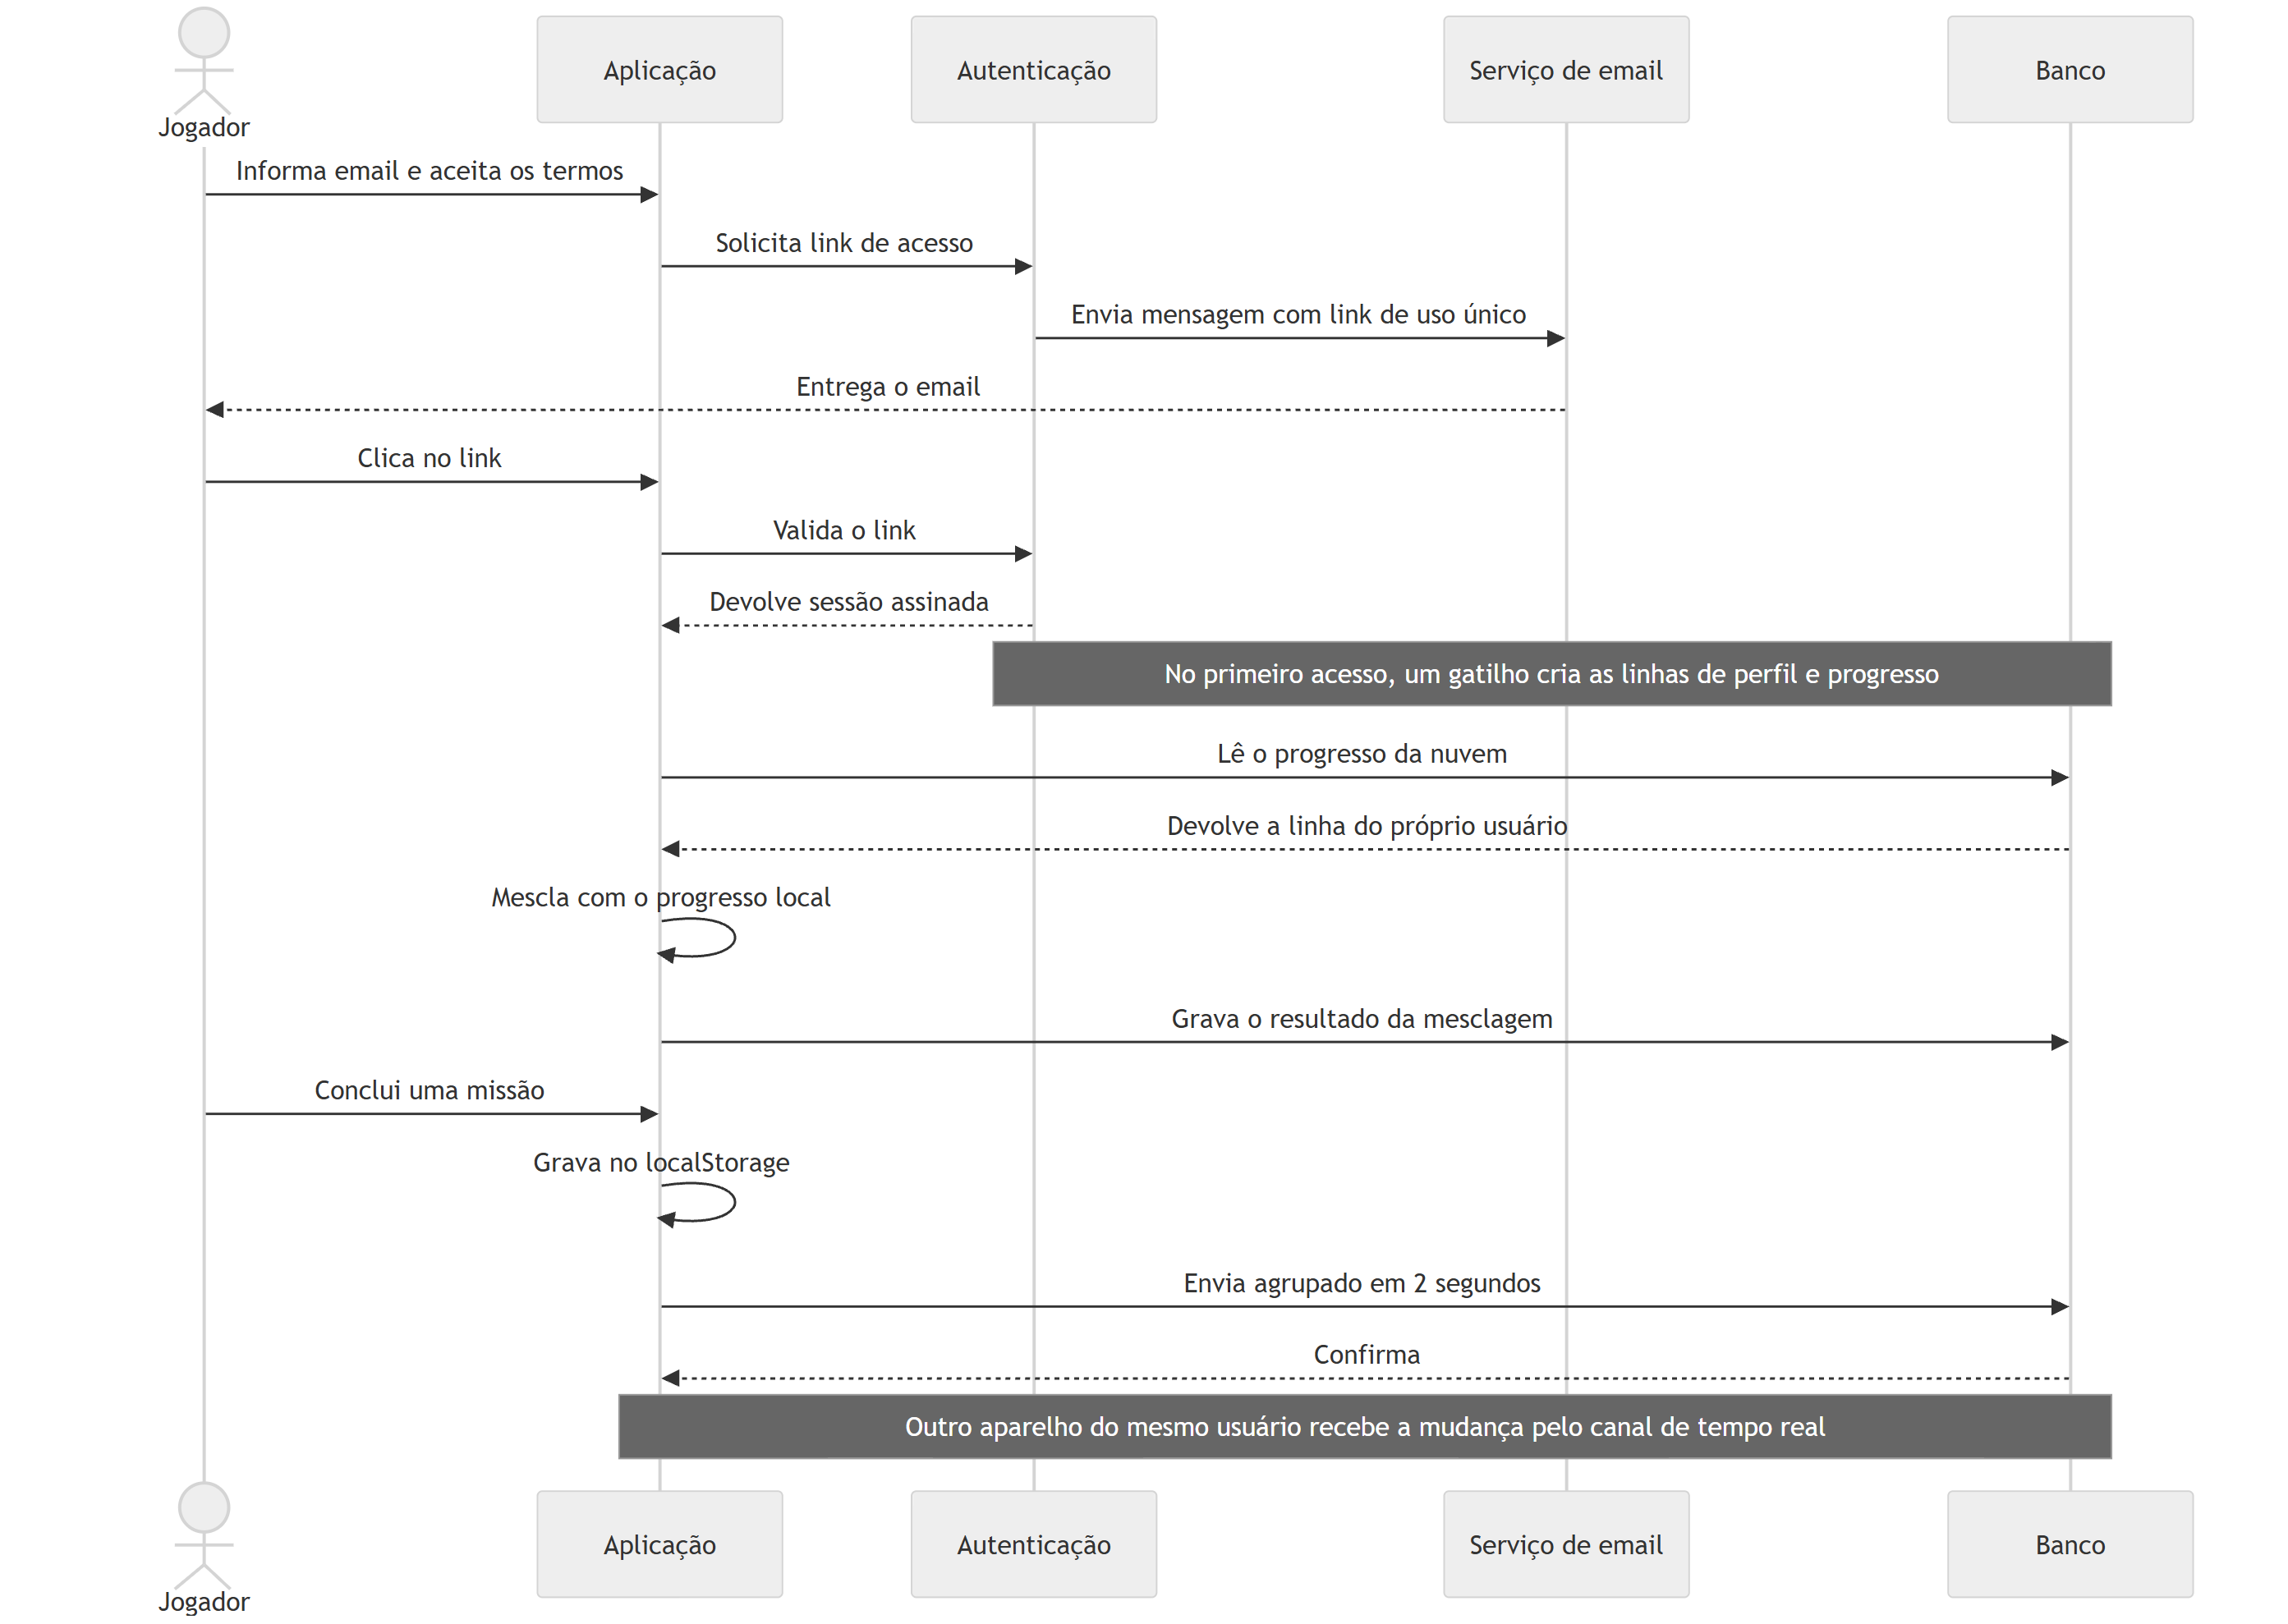 Jogador
Aplicação
Autenticação
Serviço de email
Banco
Informa email e aceita os termos
Solicita link de acesso
Envia mensagem com link de uso único
Entrega o email
Clica no link
Valida o link
Devolve sessão assinada
No primeiro acesso, um gatilho cria as linhas de perfil e progresso
Lê o progresso da nuvem
Devolve a linha do próprio usuário
Mescla com o progresso local
Grava o resultado da mesclagem
Conclui uma missão
Grava no localStorage
Envia agrupado em 2 segundos
Confirma
Outro aparelho do mesmo usuário recebe a mudança pelo canal de tempo real
Jogador
Aplicação
Autenticação
Serviço de email
Banco